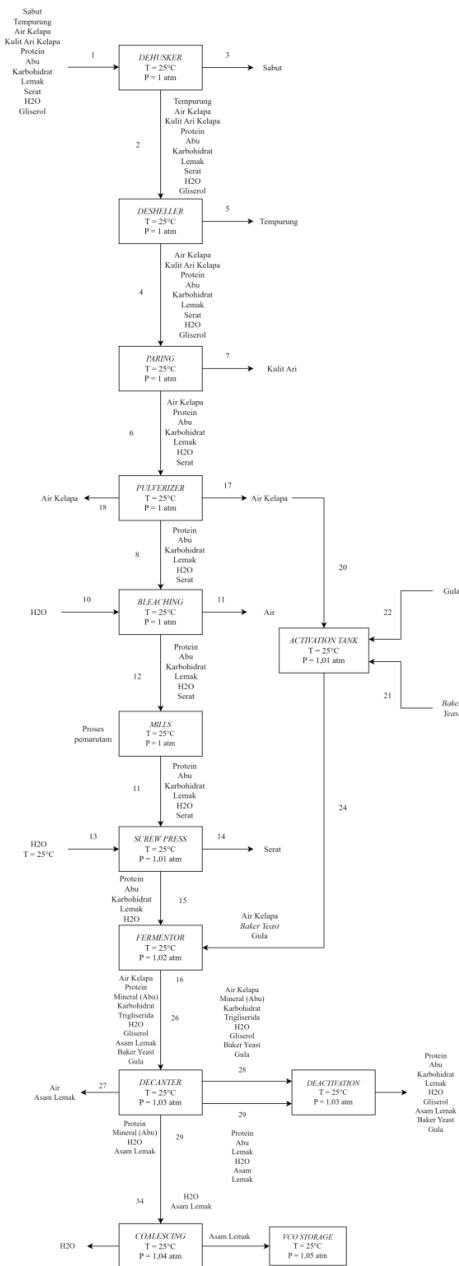 Sabut
Tempurung
Air Kelapa
Kulit Ari Kelapa
Protein
Abu
Karbohidrat
Lemak
Serat
H2O
Gliserol
1
DEHUSKER
T = 25°C
P = 1 atm
3
Sabut
2
Tempurung
Air Kelapa
Kulit Ari Kelapa
Protein
Abu
Karbohidrat
Lemak
Serat
H2O
Gliserol
DESHELLER
T = 25°C
P = 1 atm
5
Tempurung
4
Air Kelapa
Kulit Ari Kelapa
Protein
Abu
Karbohidrat
Lemak
Serat
H2O
Gliserol
PARING
T = 25°C
P = 1 atm
7
Kulit Ari
6
Air Kelapa
Protein
Abu
Karbohidrat
Lemak
H2O
Serat
Air Kelapa
18
PULVERIZER
T = 25°C
P = 1 atm
17
Air Kelapa
8
Protein
Abu
Karbohidrat
Lemak
H2O
Serat
20
H2O
10
BLEACHING
T = 25°C
P = 1 atm
11
Air
Gula
22
ACTIVATION TANK
T = 25°C
P = 1,01 atm
21
Baker
Yeast
12
Protein
Abu
Karbohidrat
Lemak
H2O
Serat
Proses
pemarutam
MILLS
T = 25°C
P = 1 atm
11
Protein
Abu
Karbohidrat
Lemak
H2O
Serat
24
H2O
T = 25°C
13
SCREW PRESS
T = 25°C
P = 1,01 atm
14
Serat
Protein
Abu
Karbohidrat
Lemak
H2O
15
Air Kelapa
Baker Yeast
Gula
FERMENTOR
T = 25°C
P = 1,02 atm
16
Air Kelapa
Protein
Mineral (Abu)
Karbohidrat
Trigliserida
H2O
Gliserol
Asam Lemak
Baker Yeast
Gula
26
Air Kelapa
Mineral (Abu)
Karbohidrat
Trigliserida
H2O
Gliserol
Baker Yeast
Gula
Air
Asam Lemak
27
DECANTER
T = 25°C
P = 1,03 atm
28
29
DEACTIVATION
T = 25°C
P = 1,03 atm
Protein
Abu
Karbohidrat
Lemak
H2O
Gliserol
Asam Lemak
Baker Yeast
Gula
Protein
Mineral (Abu)
H2O
Asam Lemak
29
Protein
Abu
Lemak
H2O
Asam
Lemak
34
H2O
Asam Lemak
H2O
COALESCING
T = 25°C
P = 1,04 atm
Asam Lemak
VCO STORAGE
T = 25°C
P = 1,05 atm